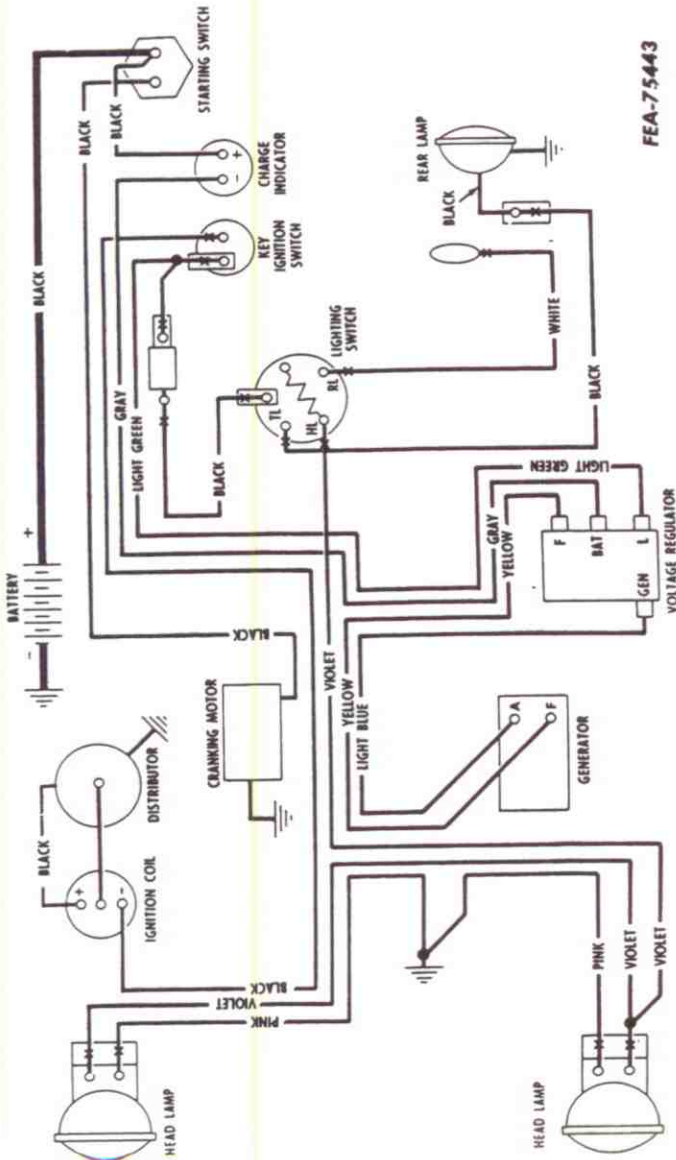 BATTERY
-
+
BLACK
STARTING SWITCH
BLACK
BLACK
+
-
CHARGE
INDICATOR
KEY
IGNITION
SWITCH
GRAY
LIGHT GREEN
BLACK
TL
HL
RL
LIGHTING
SWITCH
WHITE
BLACK
REAR LAMP
BLACK
FEA-75443
BLACK
DISTRIBUTOR
+
-
IGNITION COIL
BLACK
CRANKING MOTOR
BLACK
VIOLET
PINK
HEAD LAMP
VIOLET
YELLOW
LIGHT BLUE
GRAY
YELLOW
LIGHT GREEN
F
BAT
L
GEN
VOLTAGE REGULATOR
A
F
GENERATOR
PINK
VIOLET
VIOLET
HEAD LAMP